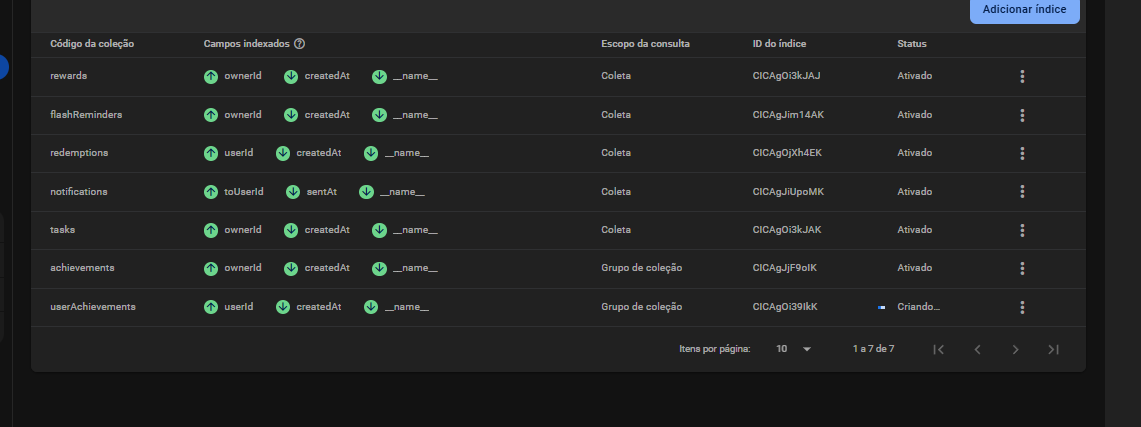 Adicionar índice
Código da coleção Campos indexados Escopo da consulta ID do índice Status
rewards ownerId createdAt __name__ Coleta CICAgOi3kJAJ Ativado
flashReminders ownerId createdAt __name__ Coleta CICAgJim14AK Ativado
redemptions userId createdAt __name__ Coleta CICAgOjXh4EK Ativado
notifications toUserId sentAt __name__ Coleta CICAgJiUpoMK Ativado
tasks ownerId createdAt __name__ Coleta CICAgOi3kJAK Ativado
achievements ownerId createdAt __name__ Grupo de coleção CICAgJjF9oIK Ativado
userAchievements userId createdAt __name__ Grupo de coleção CICAgOi39IkK Criando...
Itens por página: 10 1 a 7 de 7